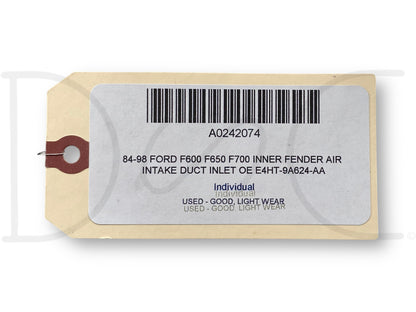 A0242074
84-98 FORD F600 F650 F700 INNER FENDER AIR
INTAKE DUCT INLET OE E4HT-9A624-AA
Individual
Individual
USED - GOOD, LIGHT WEAR
USED - GOOD, LIGHT WEAR